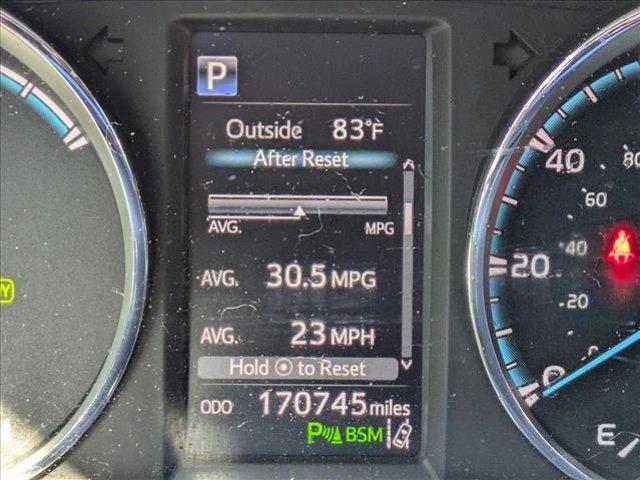 P
Outside 83°F
After Reset
AVG. MPG
AVG. 30.5 MPG
AVG. 23 MPH
Hold ⊙ to Reset
ODO 170745 miles
P BSM
40
80
60
20
40
20
0
0
E